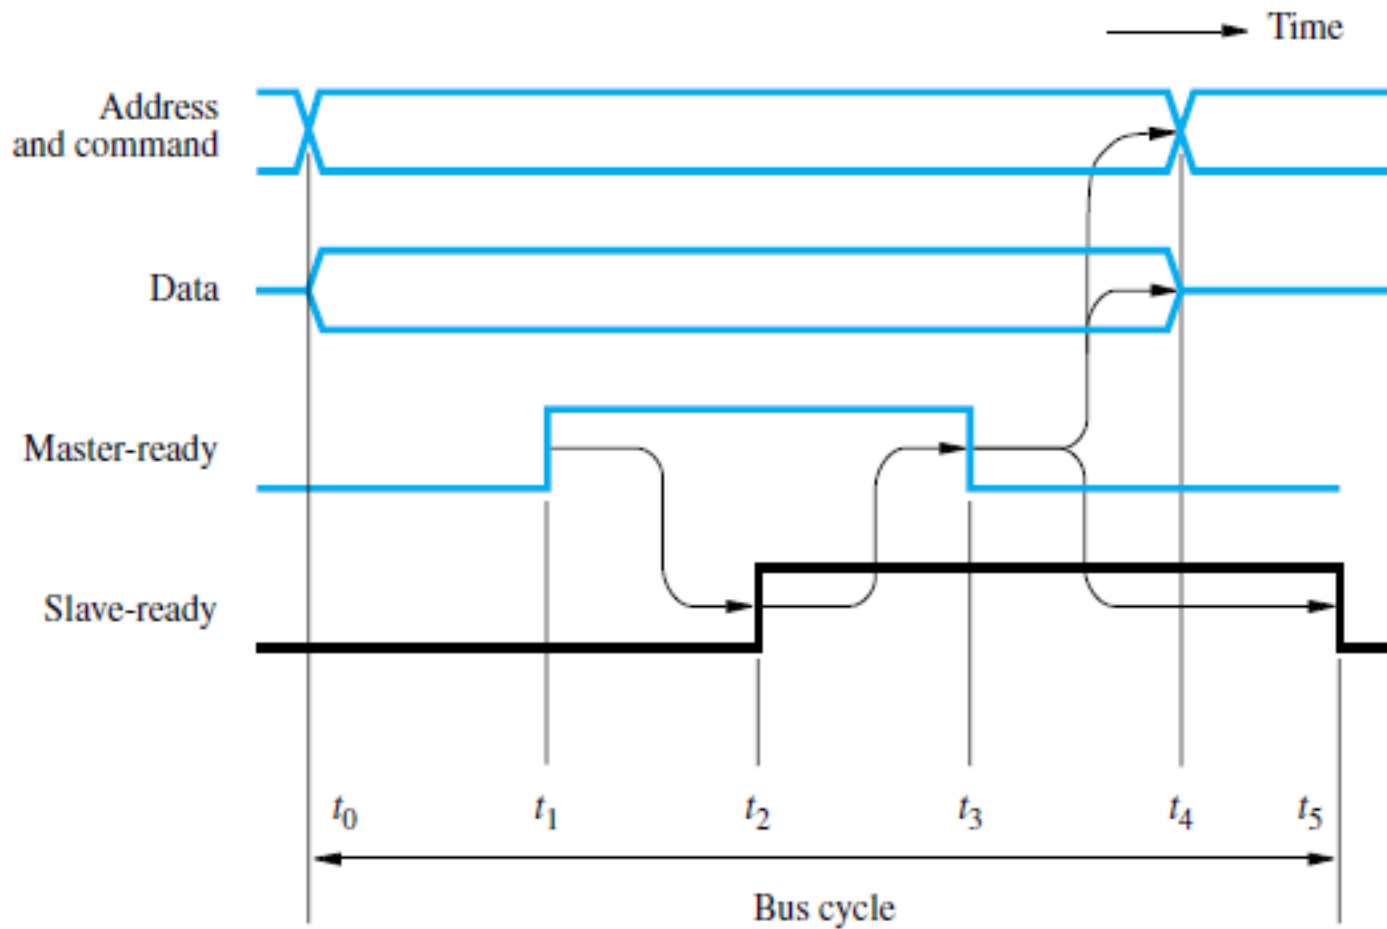 Time
Address
and command
Data
Master-ready
Slave-ready
t0 t1 t2 t3 t4 t5
Bus cycle